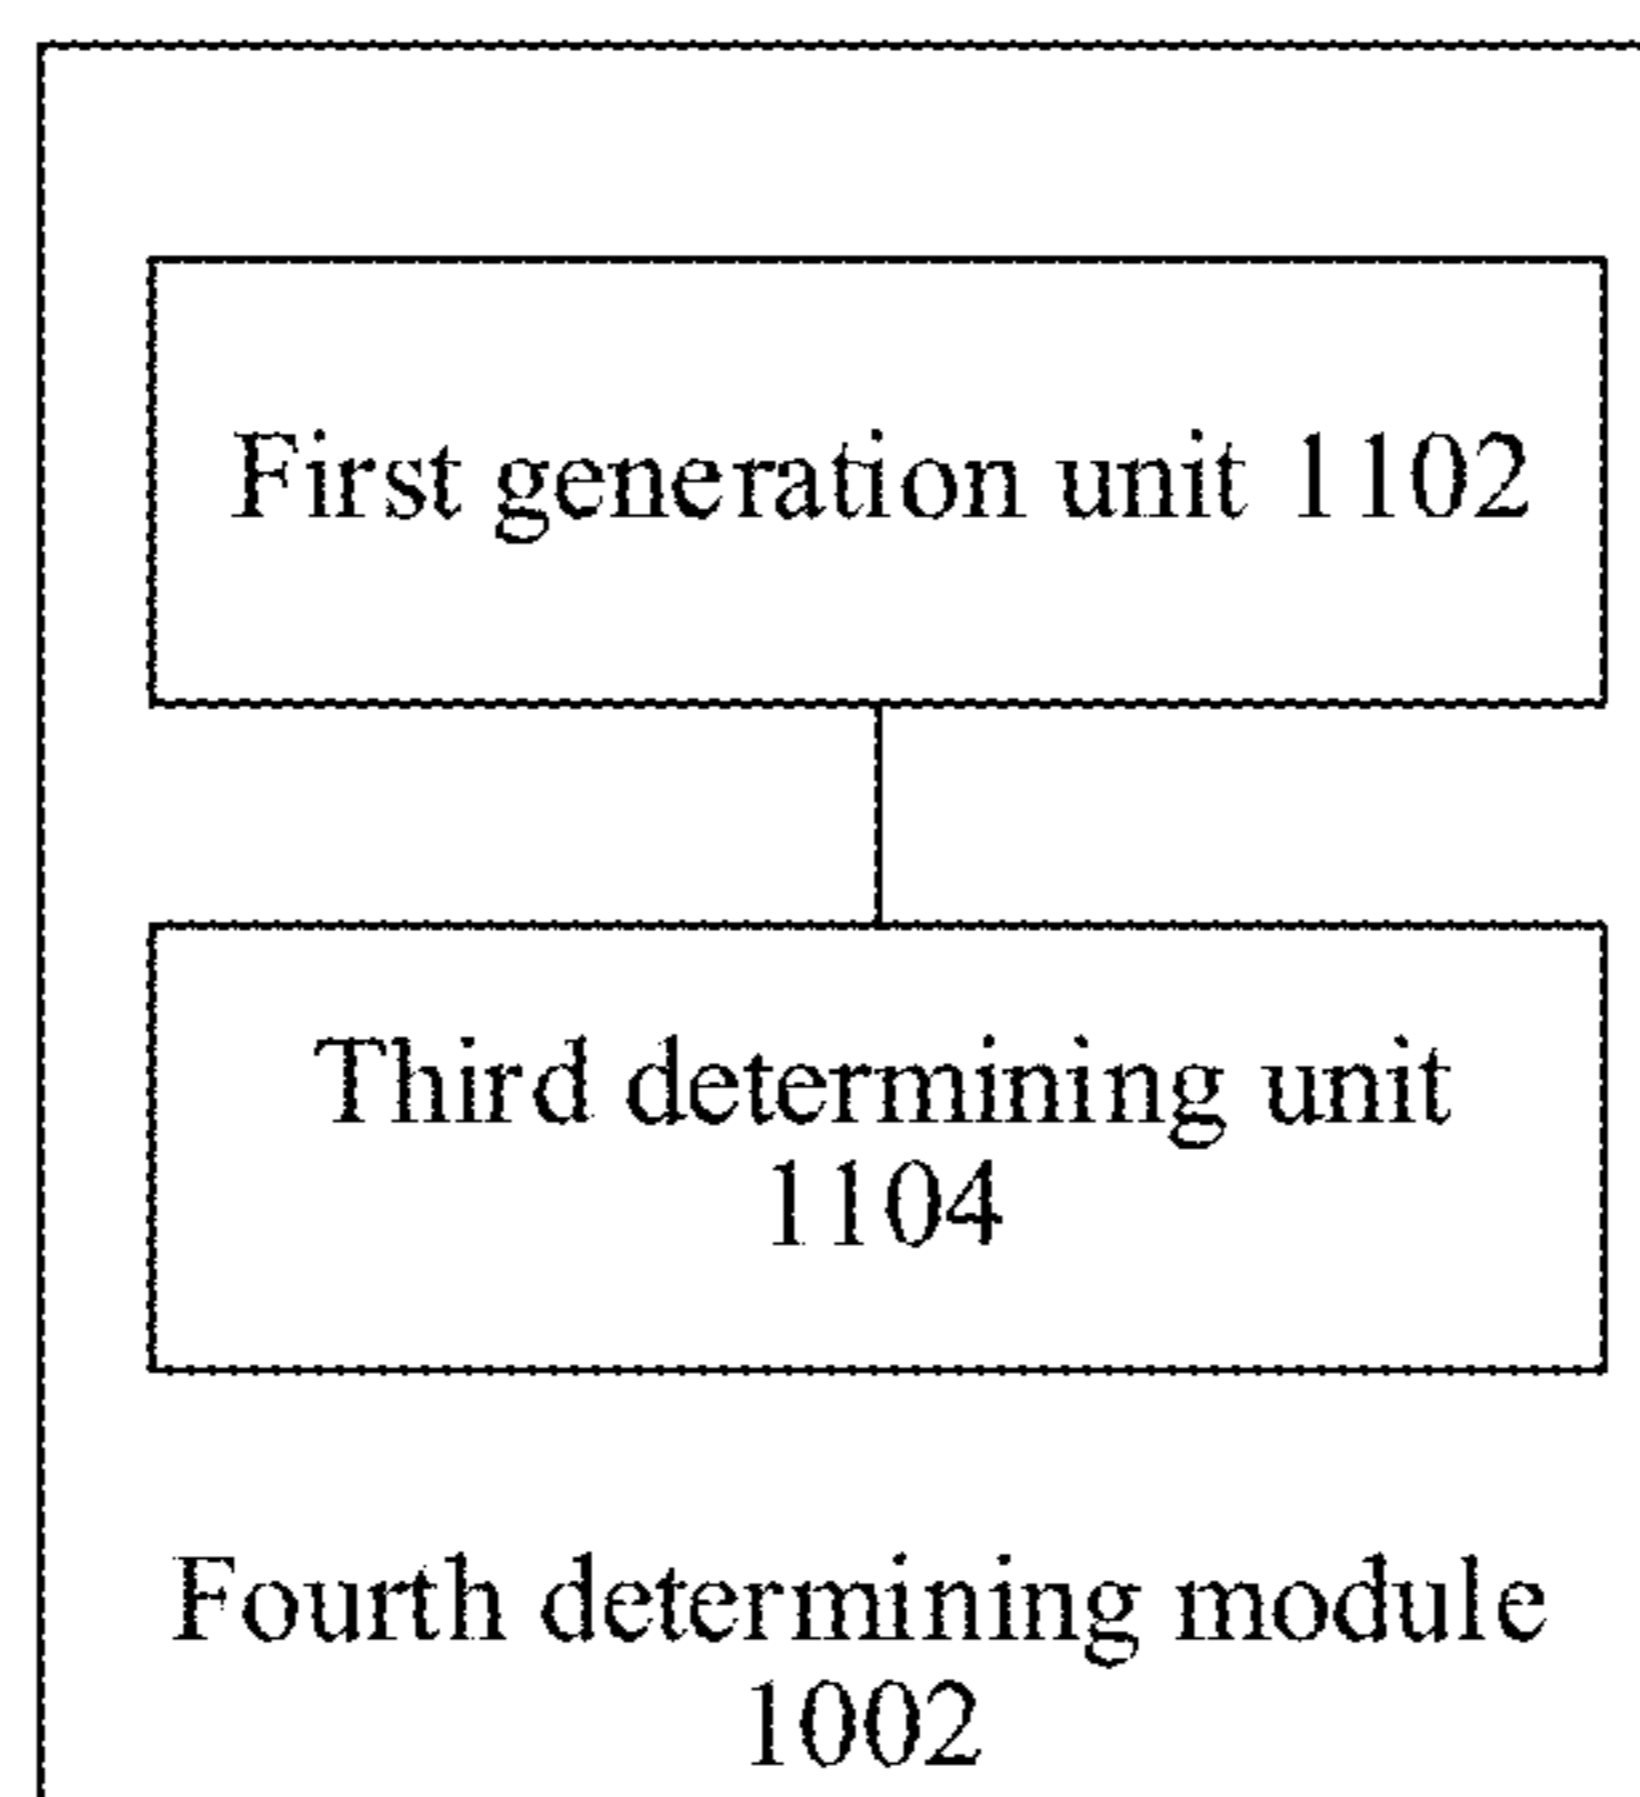 First generation unit 1102
Third determining unit
1104
Fourth determining module
1002